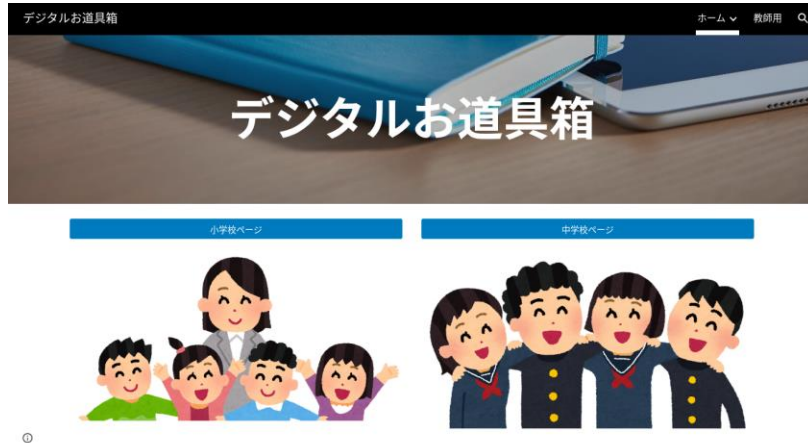 デジタルお道具箱
ホーム
教師用
デジタルお道具箱
小学校ページ
中学校ページ